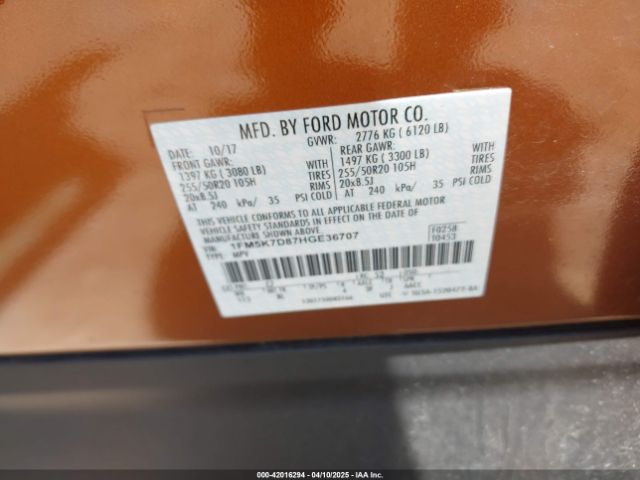 MFD. BY FORD MOTOR CO.
DATE: 10/17 GVWR: 2776 KG ( 6120 LB)
FRONT GAWR: REAR GAWR:
1397 KG ( 3080 LB) WITH 1497 KG ( 3300 LB) WITH
255/50R20 105H TIRES 255/50R20 105H TIRES
20x8.5J RIMS 20x8.5J RIMS
AT 240 kPa/ 35 PSI COLD AT 240 kPa/ 35 PSI COLD
THIS VEHICLE CONFORMS TO ALL APPLICABLE FEDERAL MOTOR
VEHICLE SAFETY STANDARDS IN EFFECT ON THE DATE OF MANUFACTURE SHOWN ABOVE.
VIN: 1FM5K7D87HGE36707 F0258
TYPE: MPV T0453
000-42016294 - 04/10/2025 - IAA Inc.